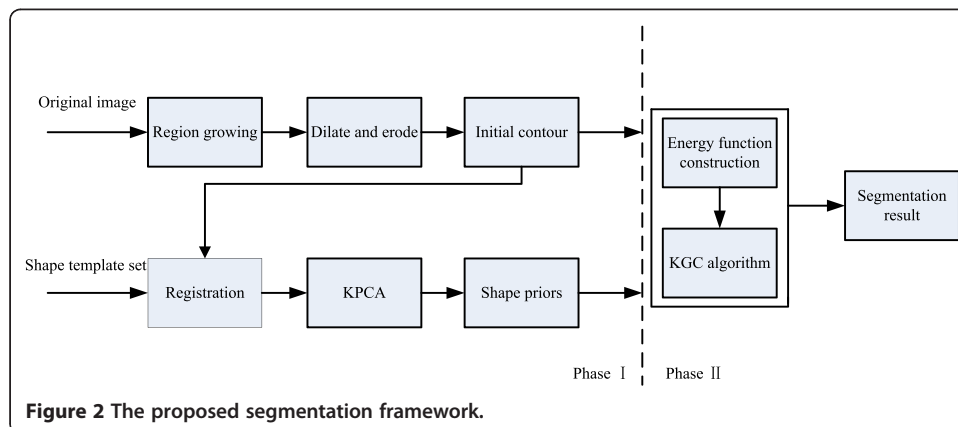 Original image
Region growing
Dilate and erode
Initial contour
Energy function
construction
Segmentation
result
KGC algorithm
Shape template set
Registration
KPCA
Shape priors
Phase Ⅰ
Phase Ⅱ
Figure 2 The proposed segmentation framework.